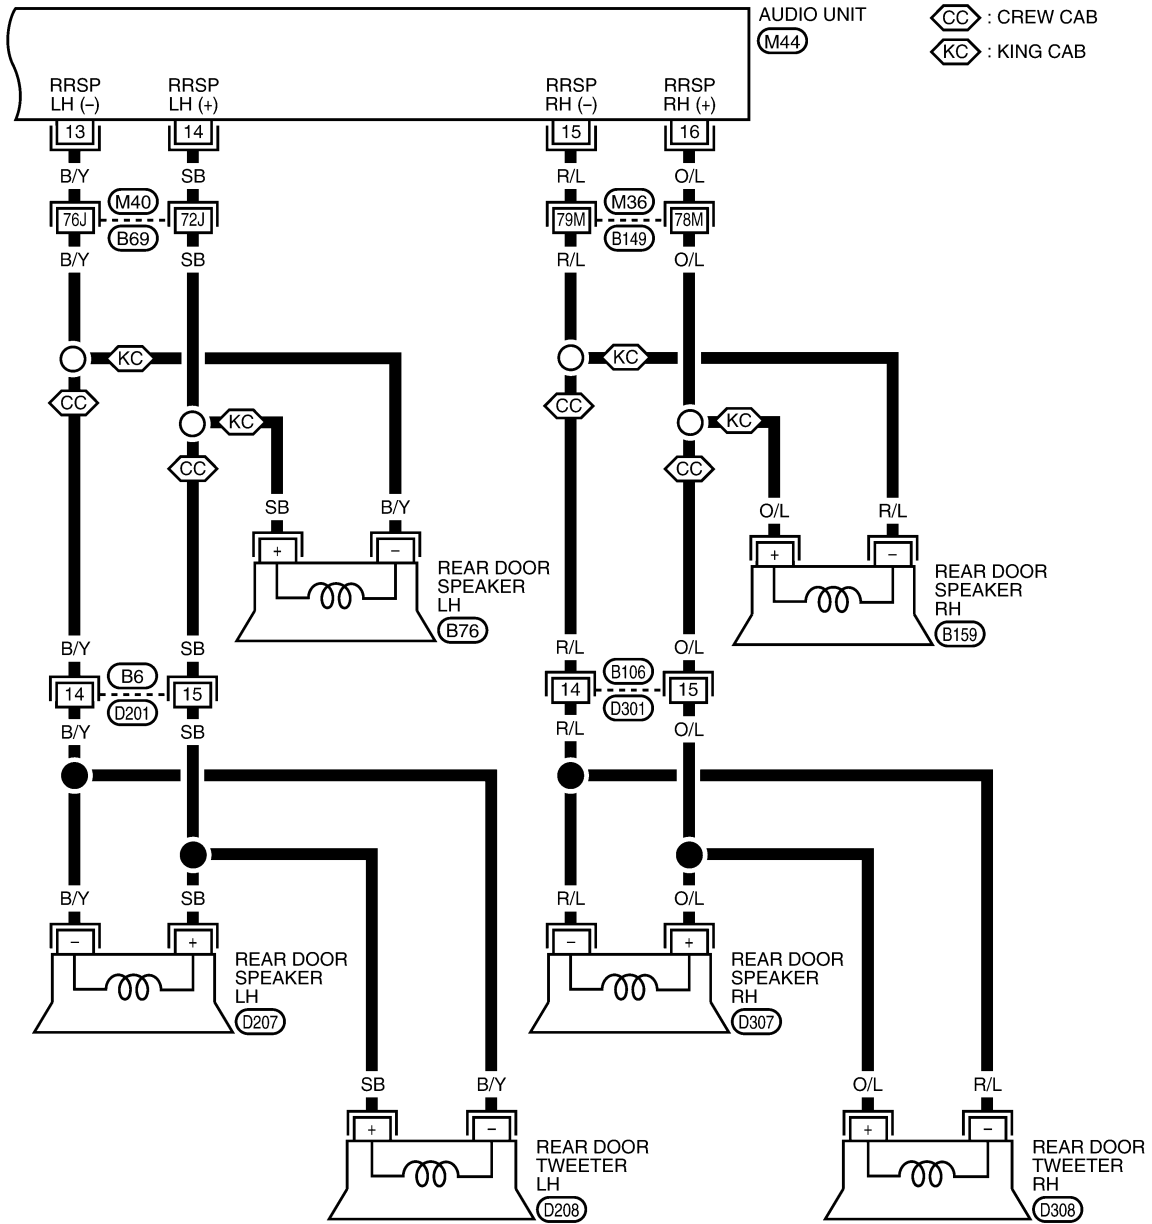 AUDIO UNIT
M44
CC : CREW CAB
KC : KING CAB
RRSP
LH (–)
RRSP
LH (+)
RRSP
RH (–)
RRSP
RH (+)
13
14
15
16
B/Y
SB
R/L
O/L
76J
M40
B69
72J
79M
M36
B149
78M
B/Y
SB
R/L
O/L
KC
KC
CC
KC
CC
KC
CC
CC
SB
B/Y
O/L
R/L
+
–
+
–
REAR DOOR
SPEAKER
LH
B76
REAR DOOR
SPEAKER
RH
B159
B/Y
SB
R/L
O/L
14
B6
D201
15
14
B106
D301
15
B/Y
SB
R/L
O/L
B/Y
SB
R/L
O/L
–
+
–
+
REAR DOOR
SPEAKER
LH
D207
REAR DOOR
SPEAKER
RH
D307
SB
B/Y
O/L
R/L
+
–
+
–
REAR DOOR
TWEETER
LH
D208
REAR DOOR
TWEETER
RH
D308